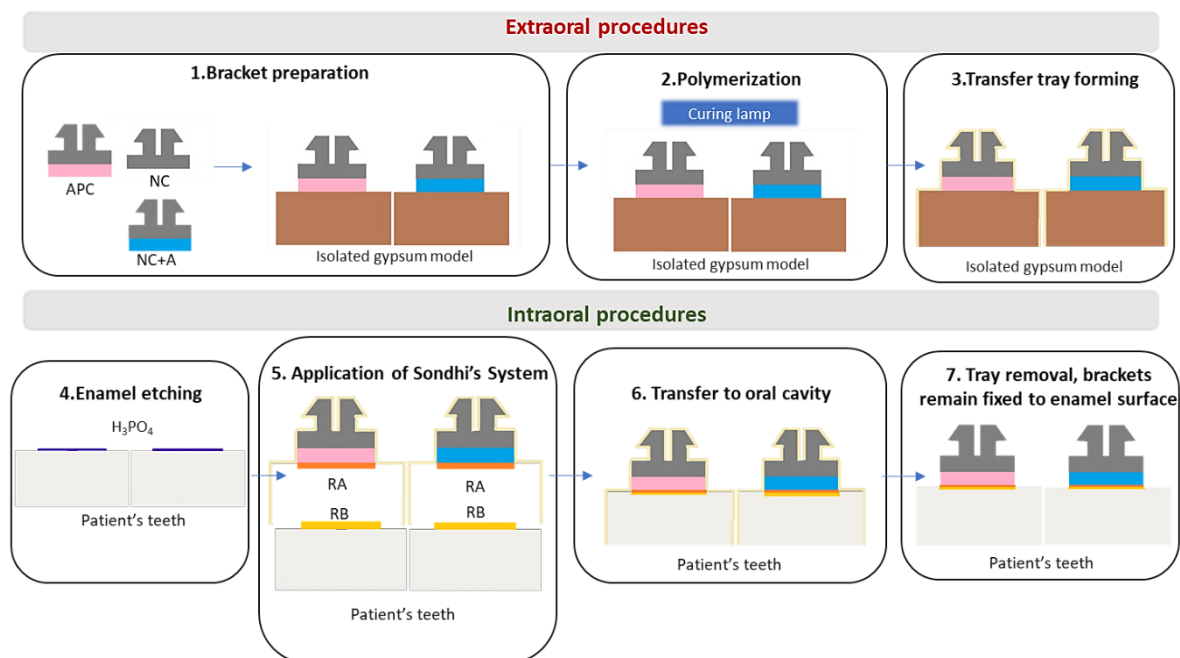 Extraoral procedures
1.Bracket preparation
APC
NC
NC+A
Isolated gypsum model
2.Polymerization
Curing lamp
Isolated gypsum model
3.Transfer tray forming
Isolated gypsum model
Intraoral procedures
4.Enamel etching
H₃PO₄
Patient's teeth
5. Application of Sondhi's System
RA RA
RB RB
Patient's teeth
6. Transfer to oral cavity
Patient's teeth
7. Tray removal, brackets
remain fixed to enamel surface
Patient's teeth